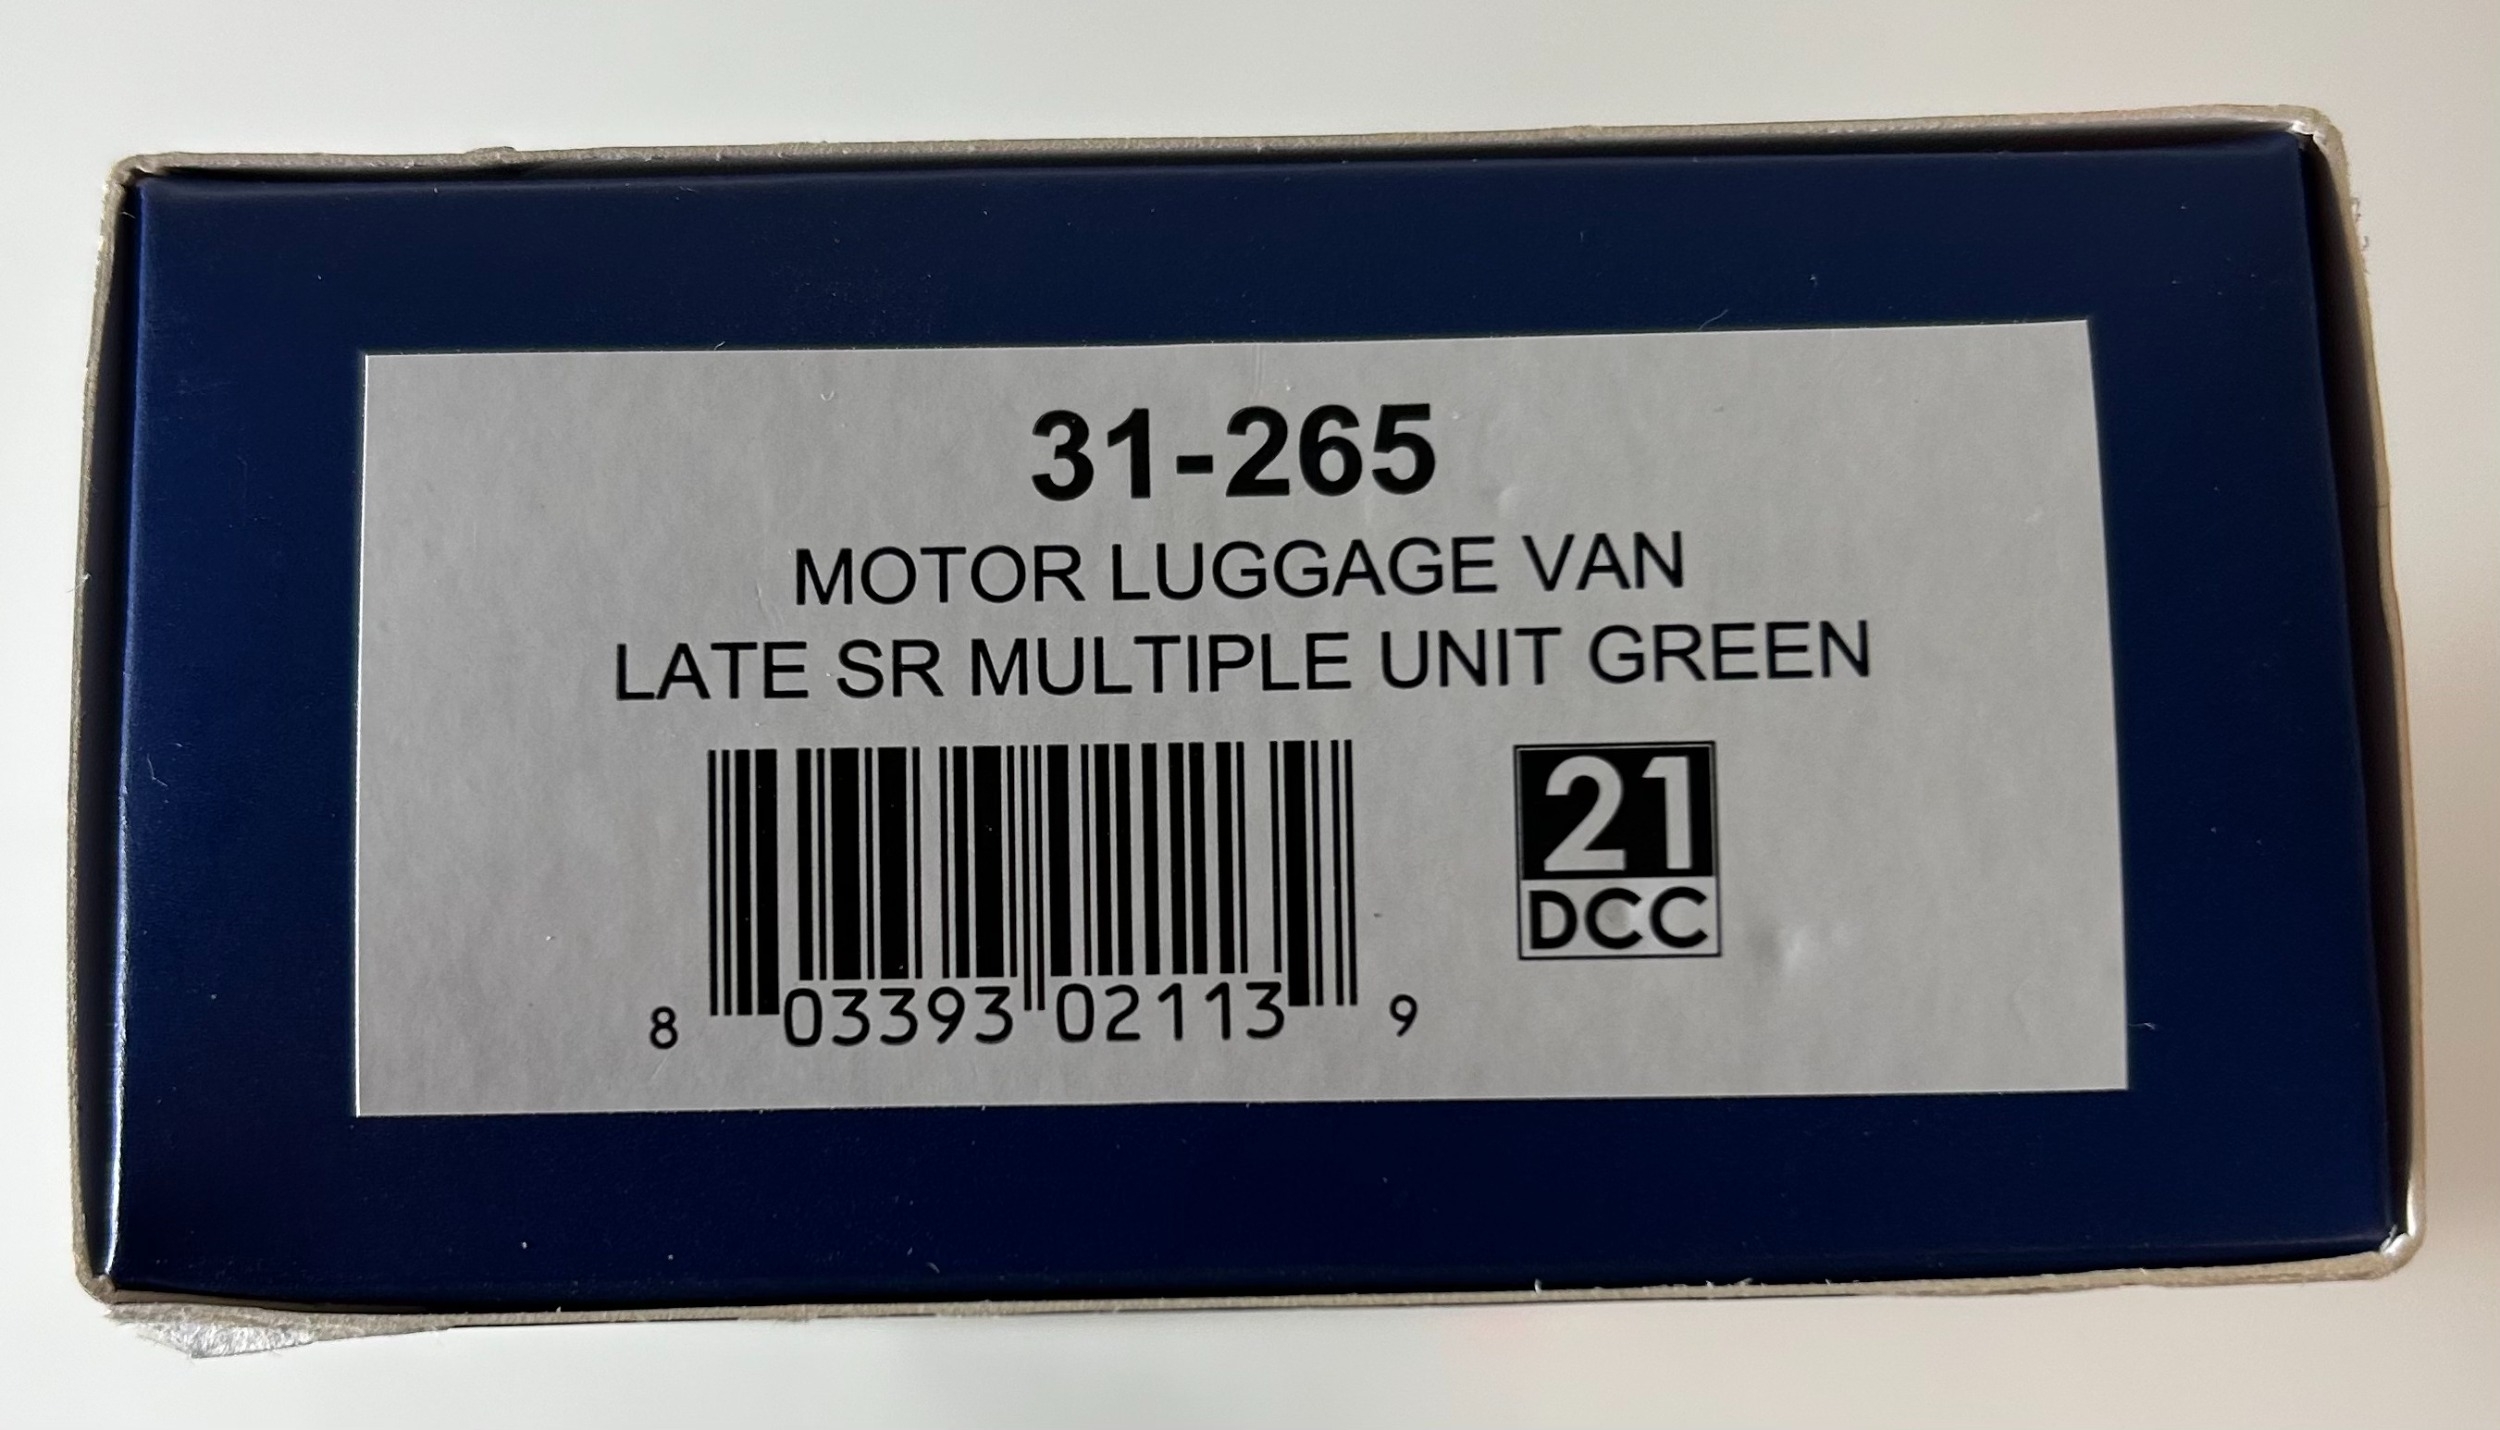 31-265
MOTOR LUGGAGE VAN
LATE SR MULTIPLE UNIT GREEN
21
DCC
8 03393 02113 9